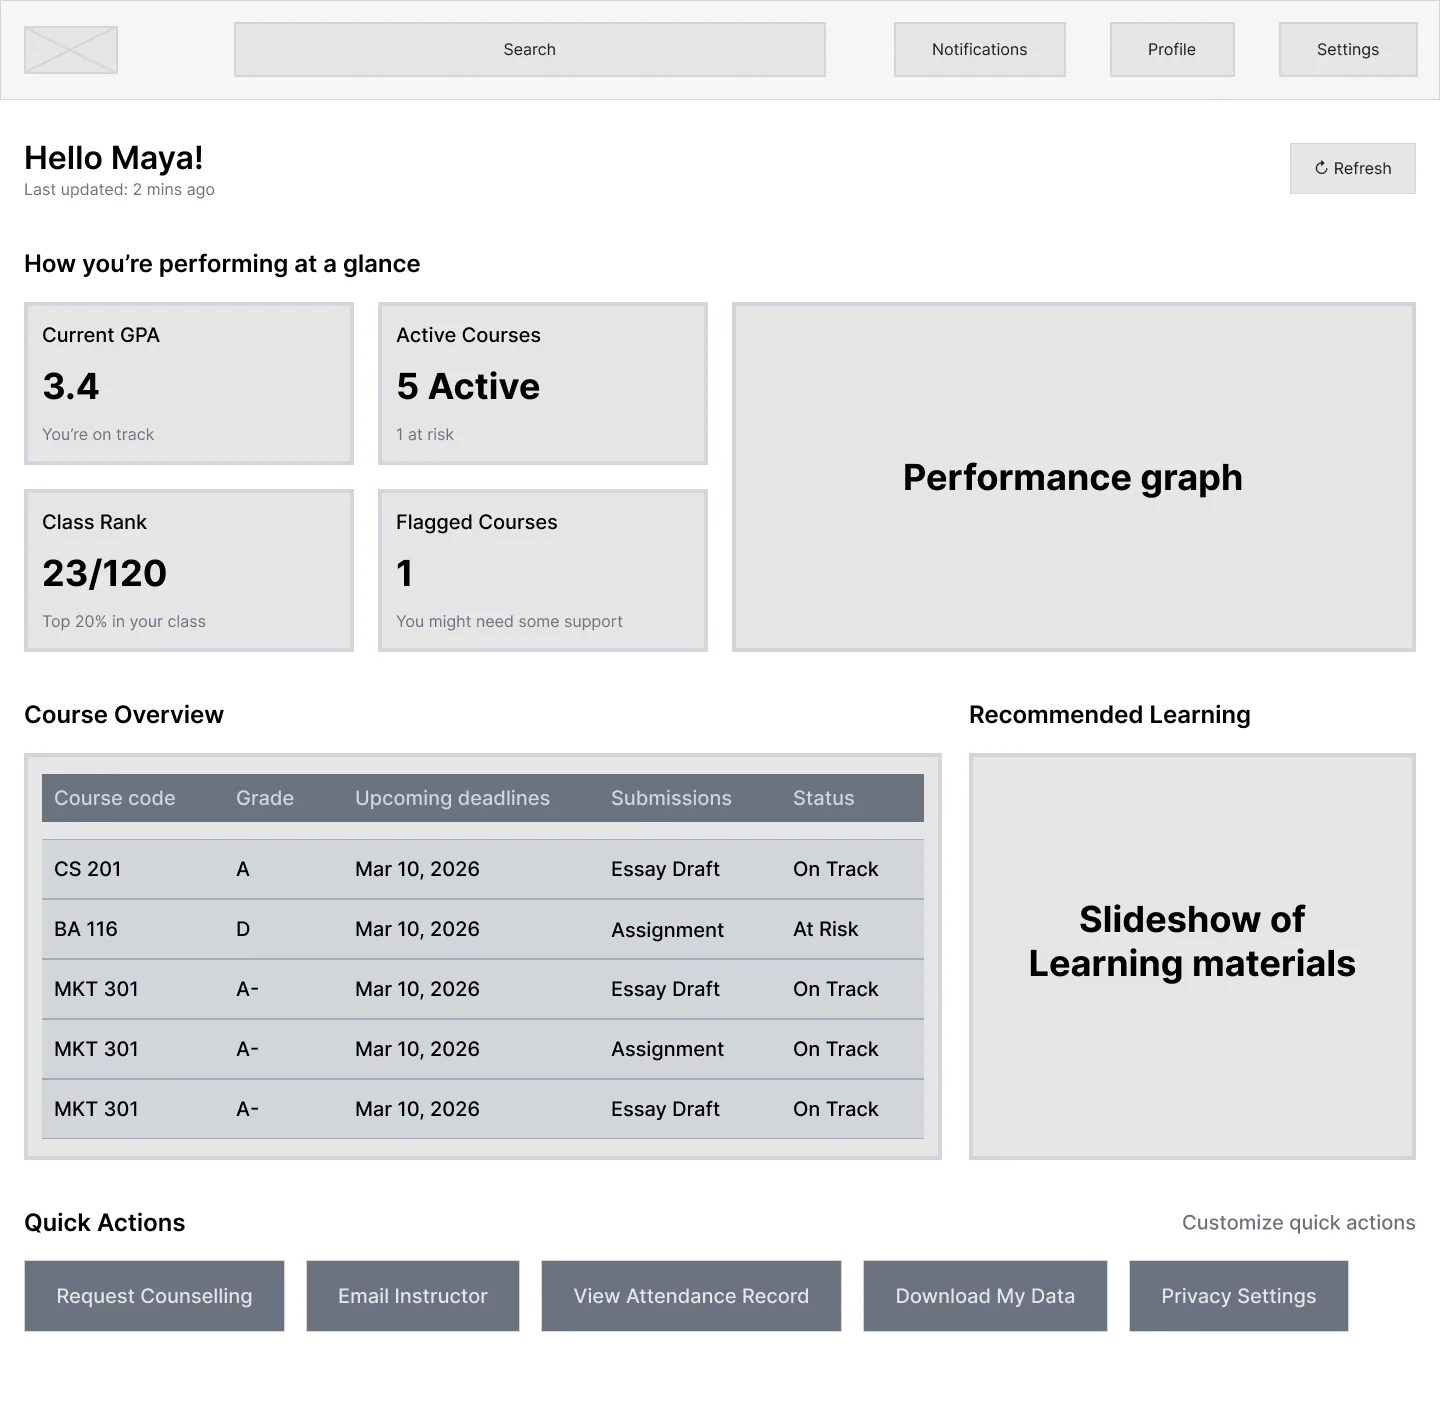 Search
Notifications
Profile
Settings
Hello Maya!
Last updated: 2 mins ago
↻ Refresh
How you’re performing at a glance
Current GPA
3.4
You’re on track
Active Courses
5 Active
1 at risk
Class Rank
23/120
Top 20% in your class
Flagged Courses
1
You might need some support
Performance graph
Course Overview
Course code Grade Upcoming deadlines Submissions Status
CS 201 A Mar 10, 2026 Essay Draft On Track
BA 116 D Mar 10, 2026 Assignment At Risk
MKT 301 A- Mar 10, 2026 Essay Draft On Track
MKT 301 A- Mar 10, 2026 Assignment On Track
MKT 301 A- Mar 10, 2026 Essay Draft On Track
Recommended Learning
Slideshow of
Learning materials
Quick Actions
Customize quick actions
Request Counselling
Email Instructor
View Attendance Record
Download My Data
Privacy Settings